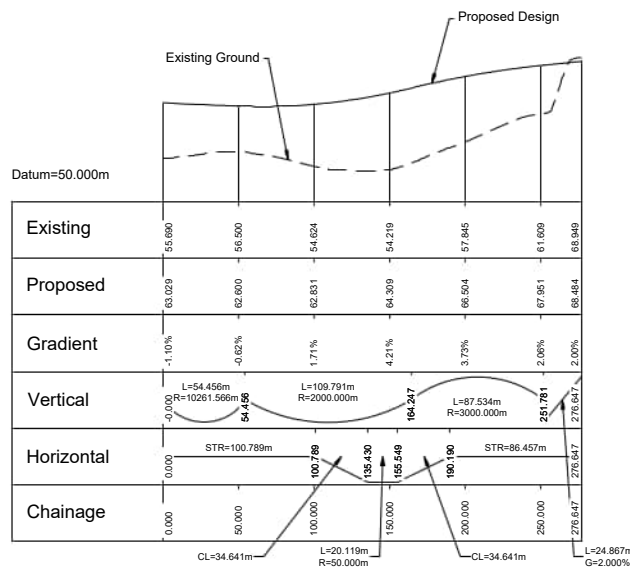 Proposed Design
Existing Ground
Datum=50.000m
Existing
55.690
56.500
54.624
54.219
57.845
61.609
68.949
Proposed
63.029
62.600
62.831
64.309
66.504
67.951
68.484
Gradient
-1.10%
-0.62%
1.71%
4.21%
3.73%
2.06%
2.00%
Vertical
-0.000
L=54.456m
R=10261.566m
54.456
L=109.791m
R=2000.000m
164.247
L=87.534m
R=3000.000m
251.781
276.647
Horizontal
0.000
STR=100.789m
100.789
135.430
155.549
190.190
STR=86.457m
276.647
Chainage
0.000
50.000
100.000
150.000
200.000
250.000
276.647
CL=34.641m
L=20.119m
R=50.000m
CL=34.641m
L=24.867m
G=2.000%